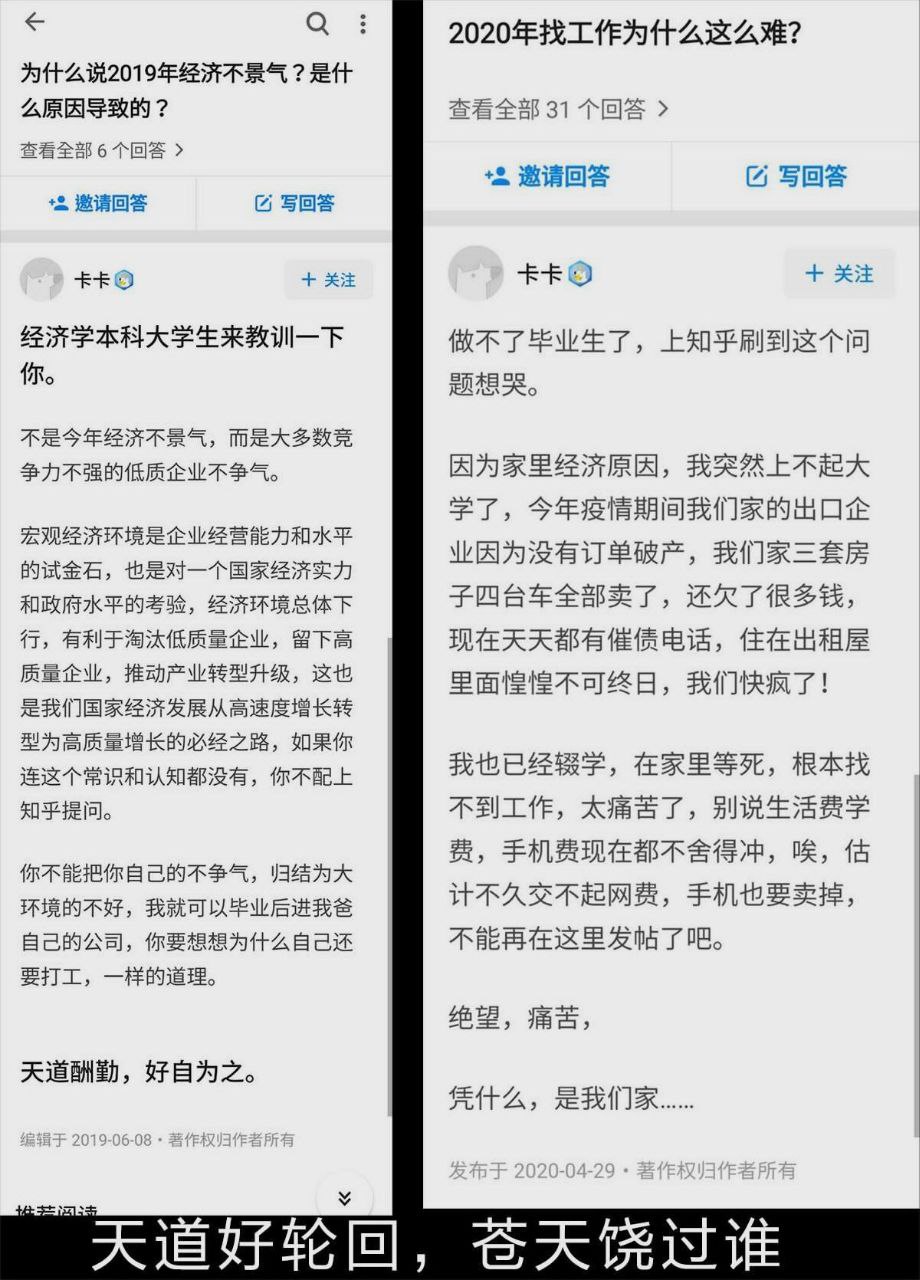 为什么说2019年经济不景气？是什
么原因导致的？
查看全部 6 个回答
邀请回答
写回答
卡卡
+ 关注
经济学本科大学生来教训一下
你。
不是今年经济不景气，而是大多数竞
争力不强的低质企业不争气。
宏观经济环境是企业经营能力和水平
的试金石，也是对一个国家经济实力
和政府水平的考验，经济环境总体下
行，有利于淘汰低质量企业，留下高
质量企业，推动产业转型升级，这也
是我们国家经济发展从高速度增长转
型为高质量增长的必经之路，如果你
连这个常识和认知都没有，你不配上
知乎提问。
你不能把你自己的不争气，归结为大
环境的不好，我就可以毕业后进我爸
自己的公司，你要想想为什么自己还
要打工，一样的道理。
天道酬勤，好自为之。
编辑于 2019-06-08・著作权归作者所有
推荐阅读
2020年找工作为什么这么难？
查看全部 31 个回答
邀请回答
写回答
卡卡
+ 关注
做不了毕业生了，上知乎刷到这个问
题想哭。
因为家里经济原因，我突然上不起大
学了，今年疫情期间我们家的出口企
业因为没有订单破产，我们家三套房
子四台车全部卖了，还欠了很多钱，
现在天天都有催债电话，住在出租屋
里面惶惶不可终日，我们快疯了！
我也已经辍学，在家里等死，根本找
不到工作，太痛苦了，别说生活费学
费，手机费现在都不舍得冲，唉，估
计不久交不起网费，手机也要卖掉，
不能再在这里发帖了吧。
绝望，痛苦，
凭什么，是我们家……
发布于 2020-04-29・著作权归作者所有
天道好轮回，苍天饶过谁